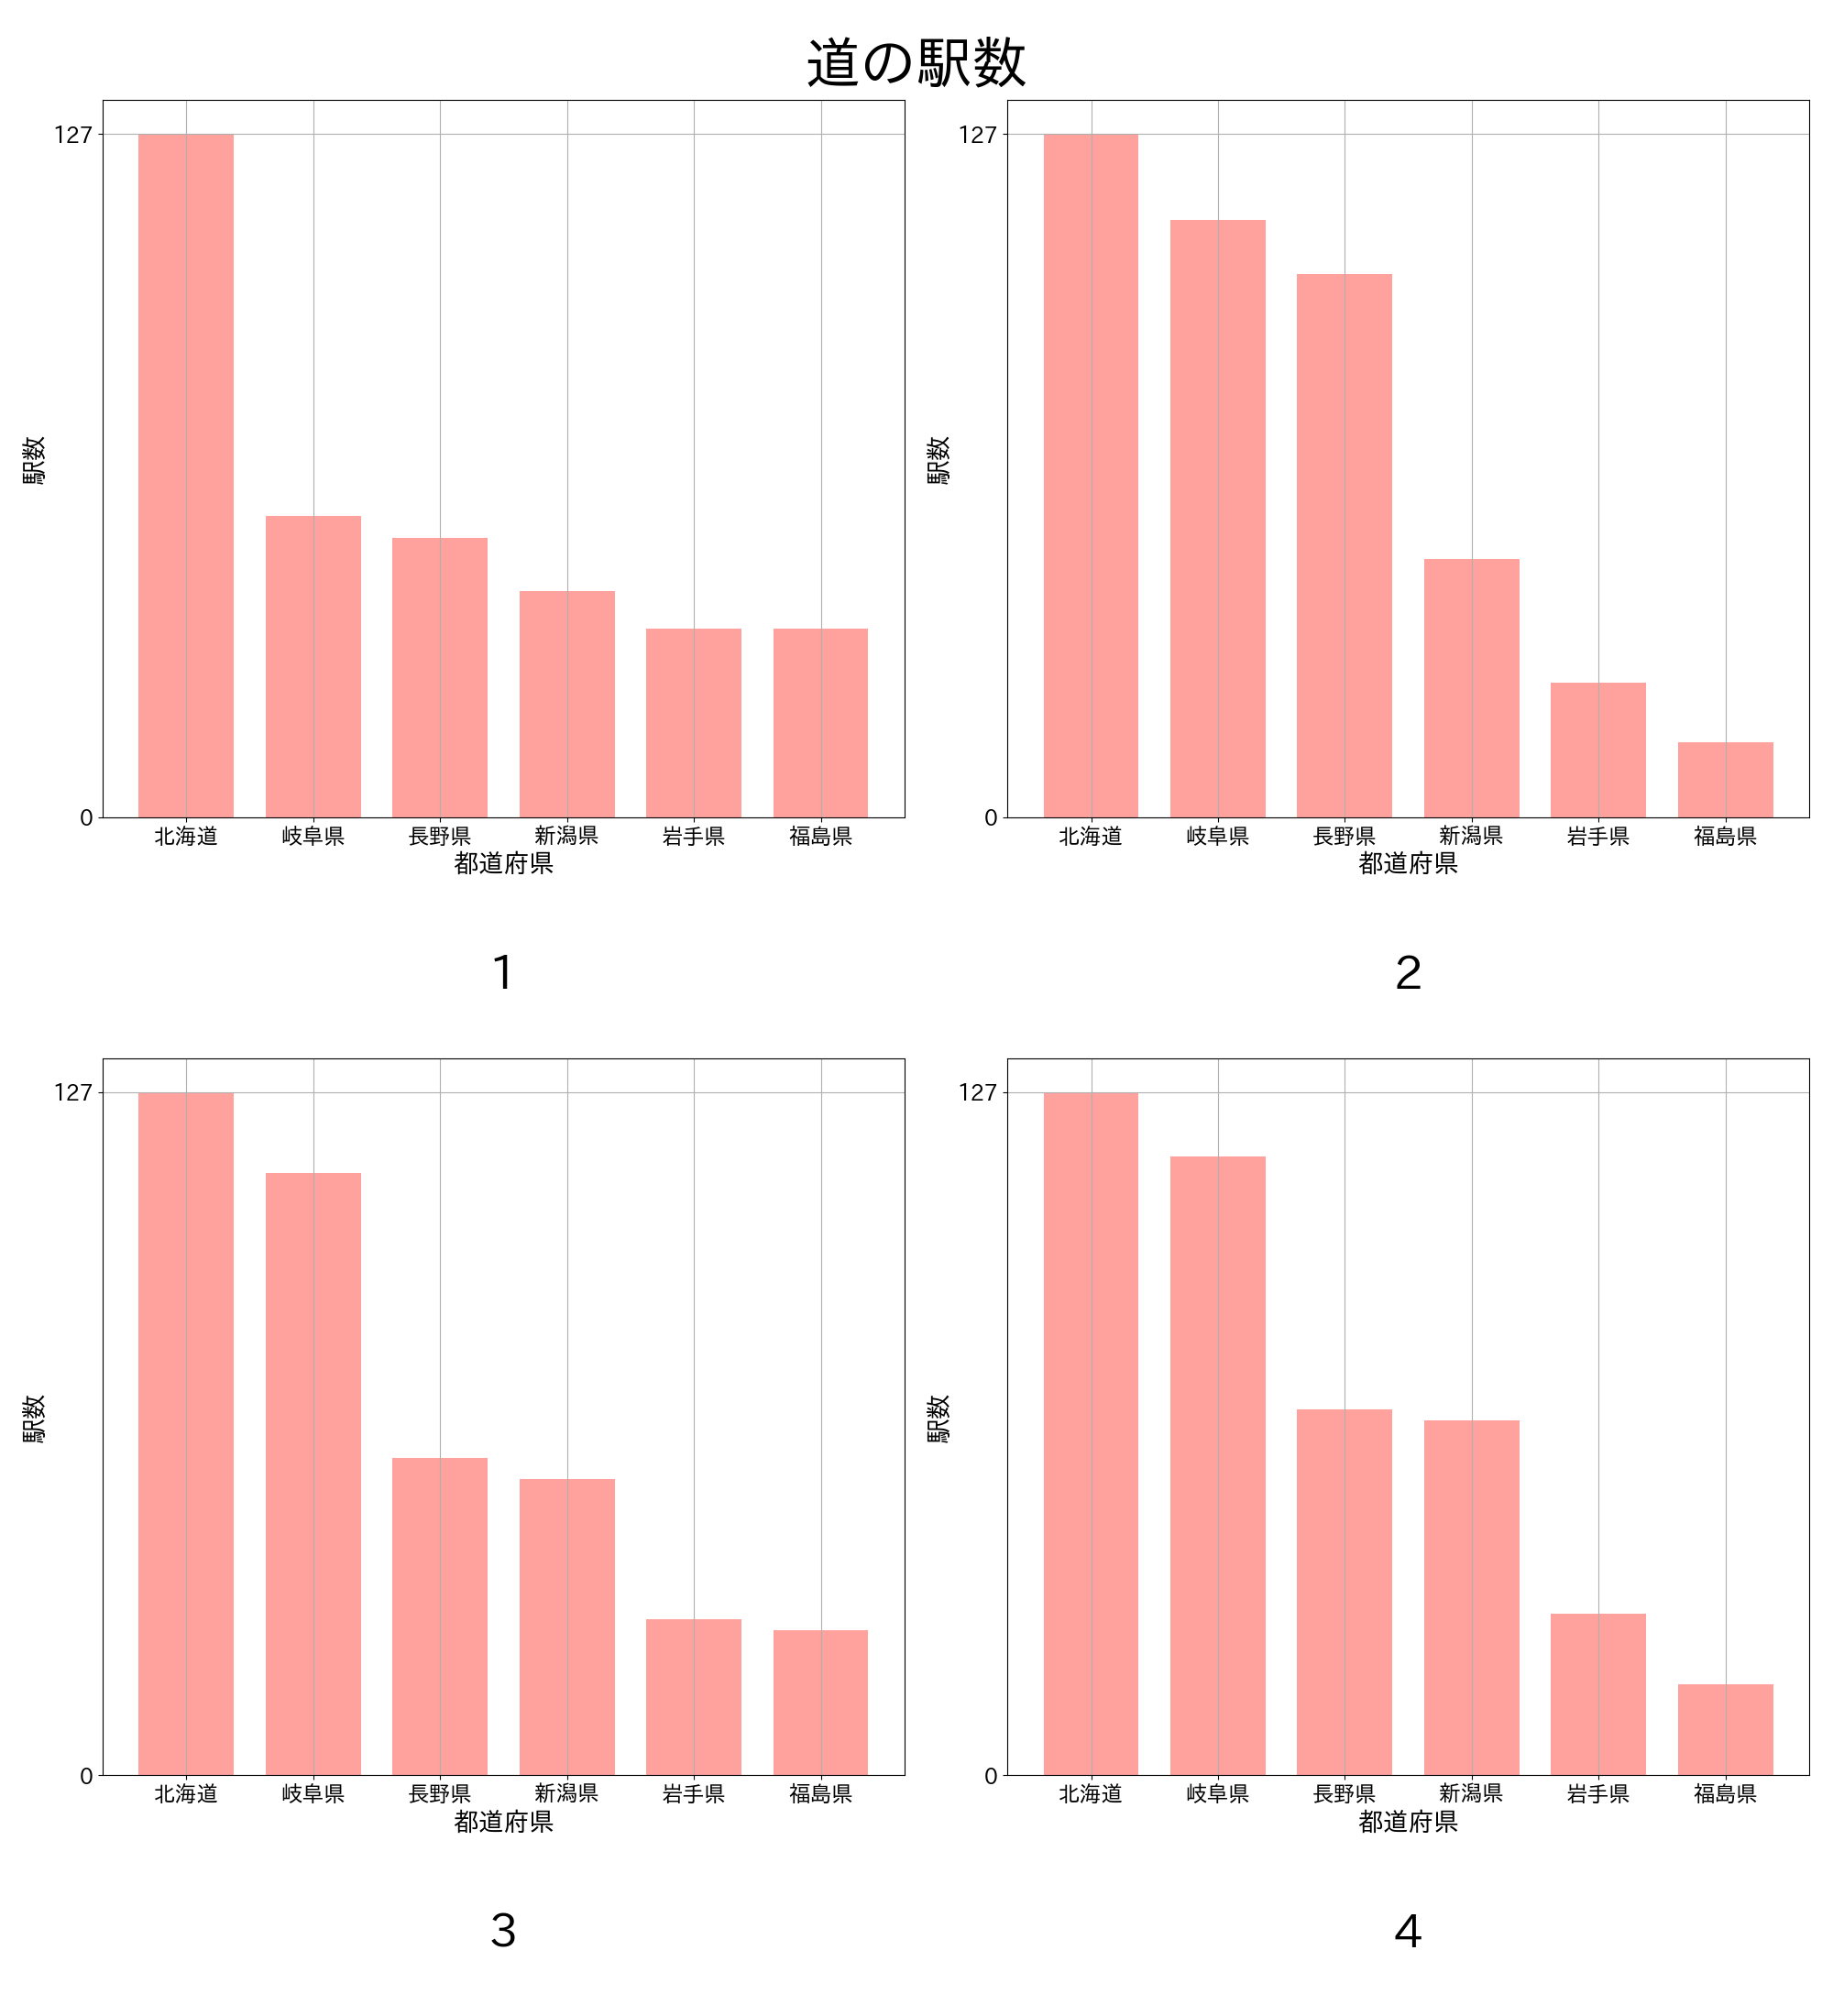 道の駅数
127
0
駅数
北海道 岐阜県 長野県 新潟県 岩手県 福島県
都道府県
1
127
0
駅数
北海道 岐阜県 長野県 新潟県 岩手県 福島県
都道府県
2
127
0
駅数
北海道 岐阜県 長野県 新潟県 岩手県 福島県
都道府県
3
127
0
駅数
北海道 岐阜県 長野県 新潟県 岩手県 福島県
都道府県
4